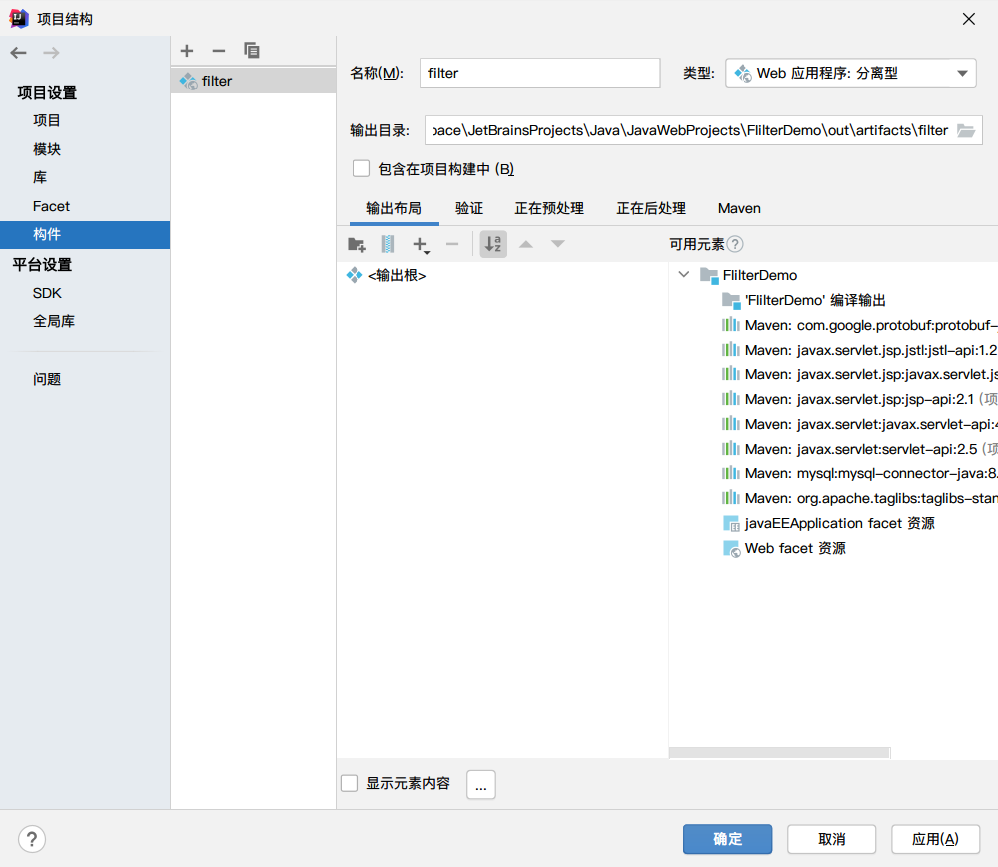 项目结构
项目设置
项目
模块
库
Facet
构件
平台设置
SDK
全局库
问题
filter
名称(M): filter 类型: Web 应用程序: 分离型
输出目录: pace\JetBrainsProjects\Java\JavaWebProjects\FlilterDemo\out\artifacts\filter
包含在项目构建中 (B)
输出布局 验证 正在预处理 正在后处理 Maven
可用元素 ?
<输出根>
FlilterDemo
'FlilterDemo' 编译输出
Maven: com.google.protobuf:protobuf-
Maven: javax.servlet.jsp.jstl:jstl-api:1.2
Maven: javax.servlet.jsp:javax.servlet.js
Maven: javax.servlet.jsp:jsp-api:2.1 (项
Maven: javax.servlet:javax.servlet-api:4
Maven: javax.servlet:servlet-api:2.5 (项
Maven: mysql:mysql-connector-java:8.
Maven: org.apache.taglibs:taglibs-stan
javaEEApplication facet 资源
Web facet 资源
显示元素内容 ...
? 确定 取消 应用(A)